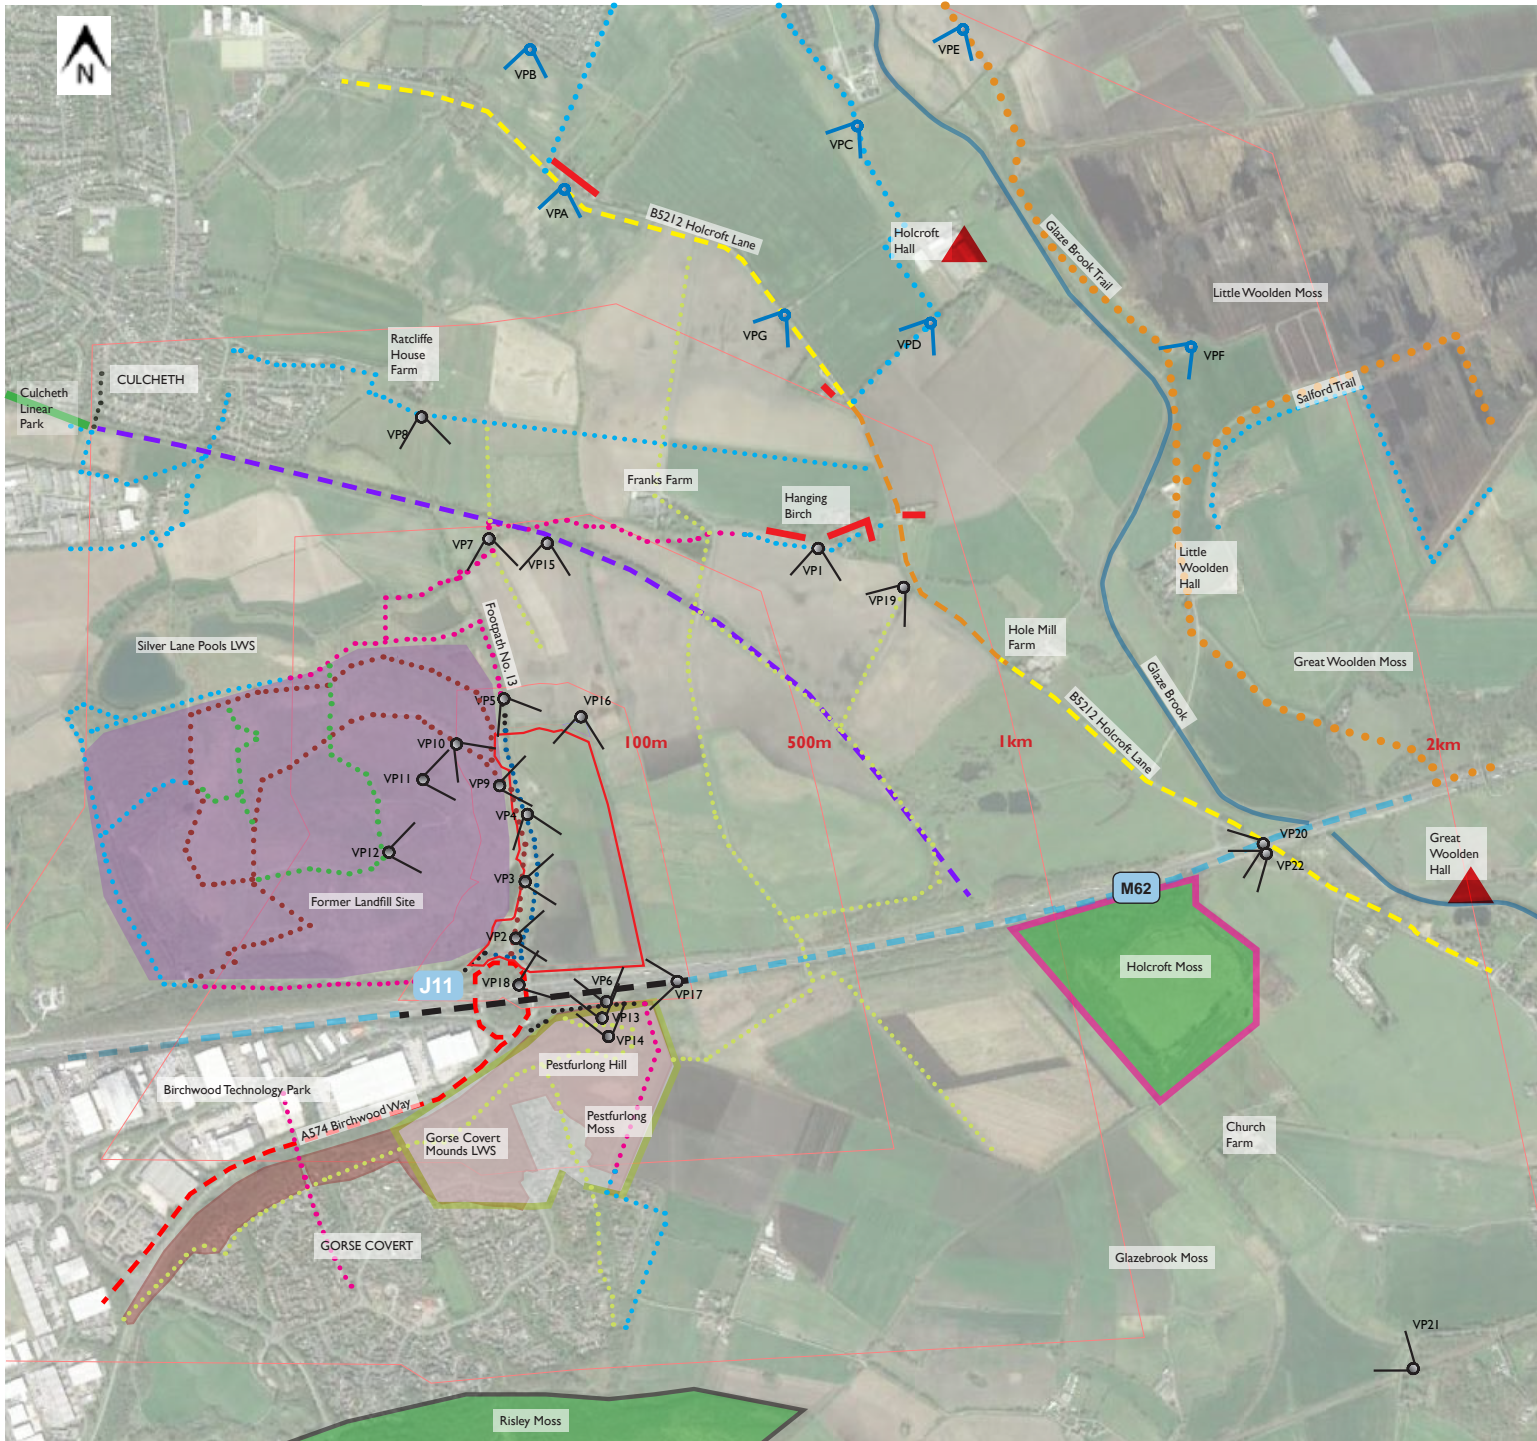 N
VPB
VPE
VPC
VPA
B5212 Holcroft Lane
Holcroft
Hall
Glaze Brook Trail
Little Woolden Moss
VPG
VPD
VPF
Ratcliffe
House
Farm
CULCHETH
Culcheth
Linear
Park
Salford Trail
VP8
Franks Farm
Hanging
Birch
VP7
VP15
VP1
VP19
Little
Woolden
Hall
Footpath No. 13
Silver Lane Pools LWS
Hole Mill
Farm
Great Woolden Moss
Glaze Brook
B5212 Holcroft Lane
VP5
VP16
VP10
100m
500m
1km
2km
VP11
VP9
VP4
VP12
VP3
VP20
VP22
Great
Woolden
Hall
M62
Former Landfill Site
VP2
Holcroft Moss
J11
VP18
VP6
VP17
VP13
VP14
Pestfurlong Hill
Birchwood Technology Park
A574 Birchwood Way
Pestfurlong
Moss
Gorse Covert
Mounds LWS
Church
Farm
GORSE COVERT
Glazebrook Moss
VP21
Risley Moss